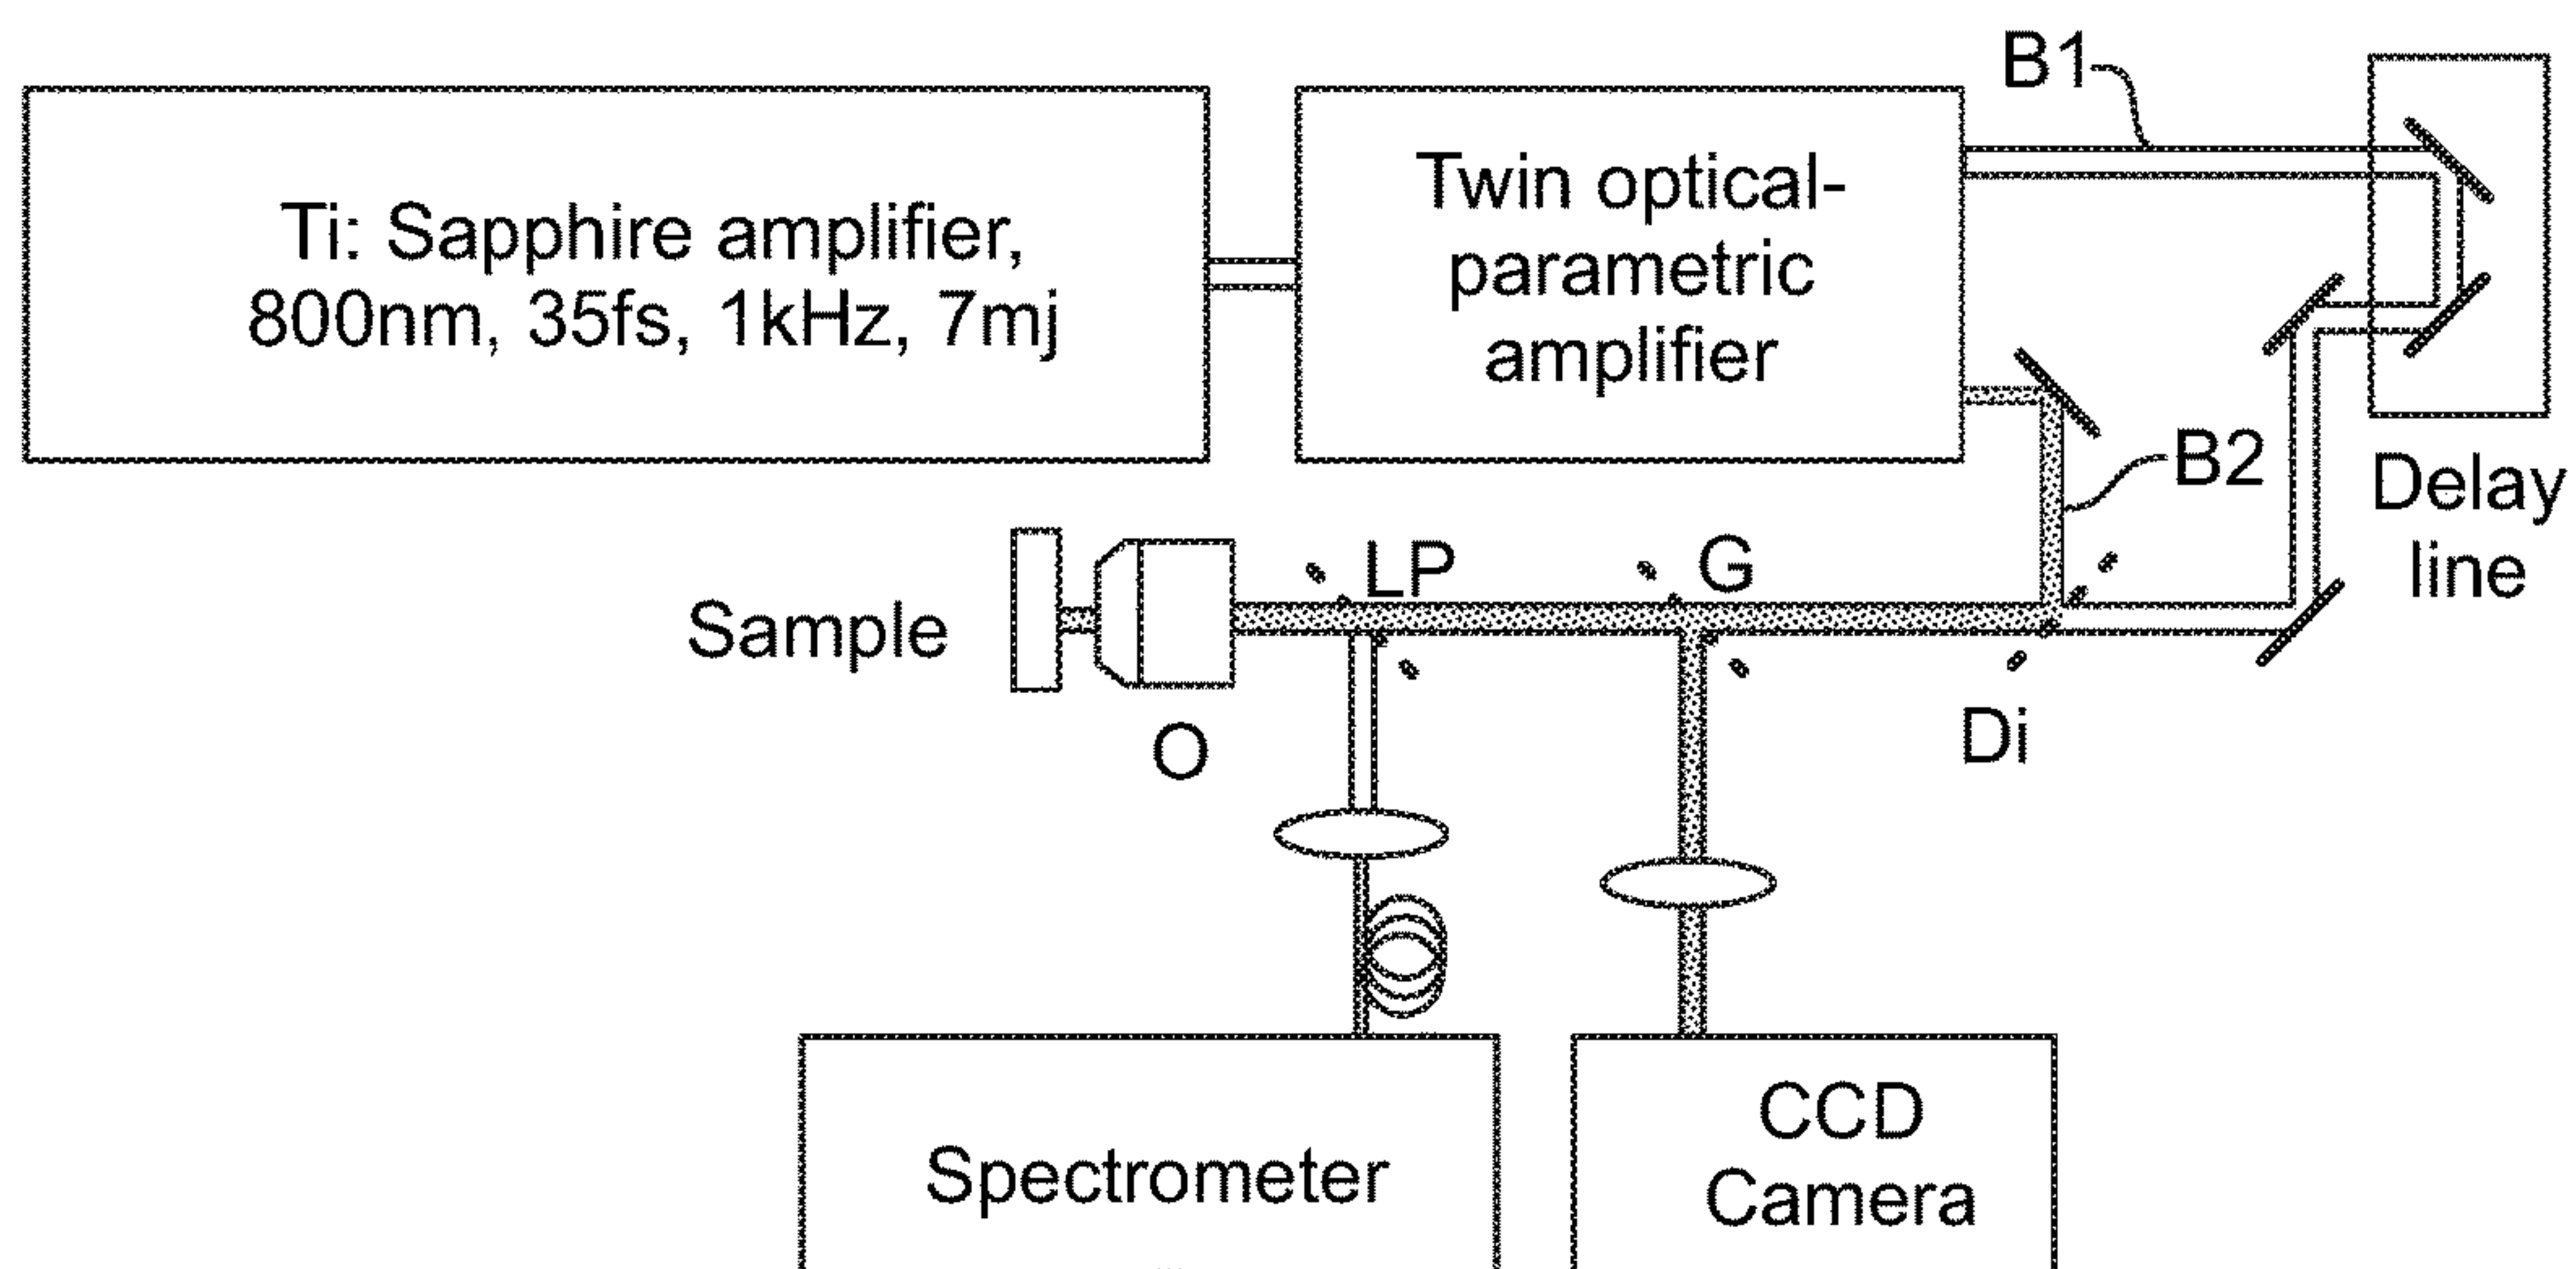 B1
Ti: Sapphire amplifier,
800nm, 35fs, 1kHz, 7mj
Twin optical-
parametric
amplifier
B2
Delay
line
Sample
LP
G
O
Di
Spectrometer
CCD
Camera